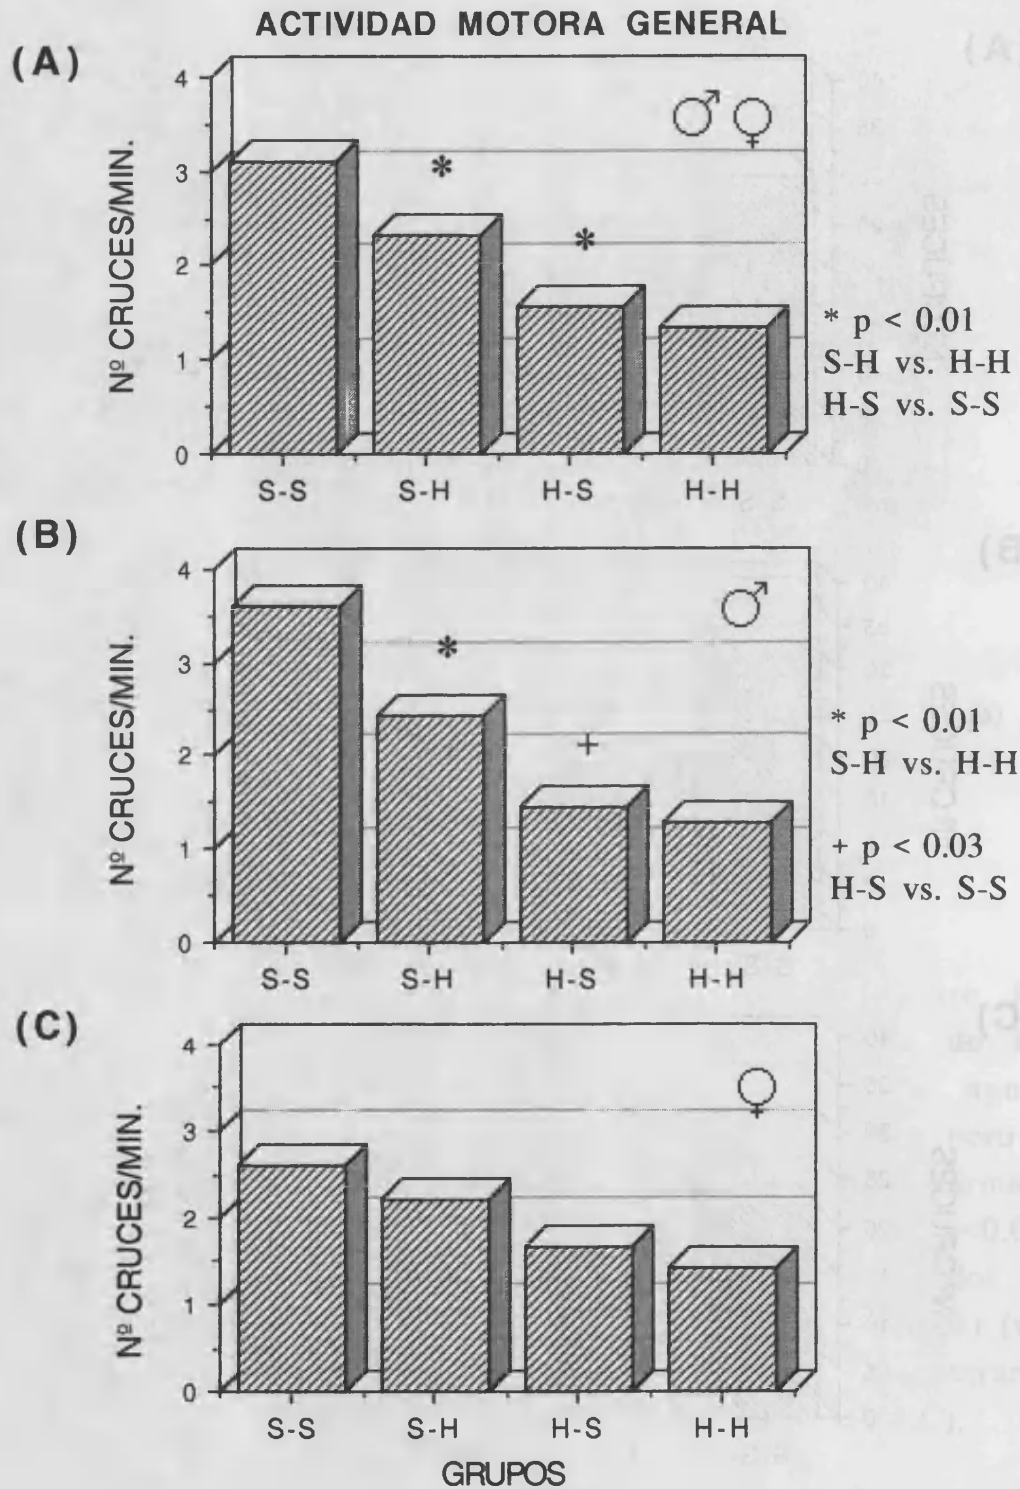 ACTIVIDAD MOTORA GENERAL
(A)
4
3
2
1
0
Nº CRUCES/MIN.
♂ ♀
*
*
* p < 0.01
S-H vs. H-H
H-S vs. S-S
S-S S-H H-S H-H
(B)
4
3
2
1
0
Nº CRUCES/MIN.
♂
*
+
* p < 0.01
S-H vs. H-H
+ p < 0.03
H-S vs. S-S
S-S S-H H-S H-H
(C)
4
3
2
1
0
Nº CRUCES/MIN.
♀
S-S S-H H-S H-H
GRUPOS